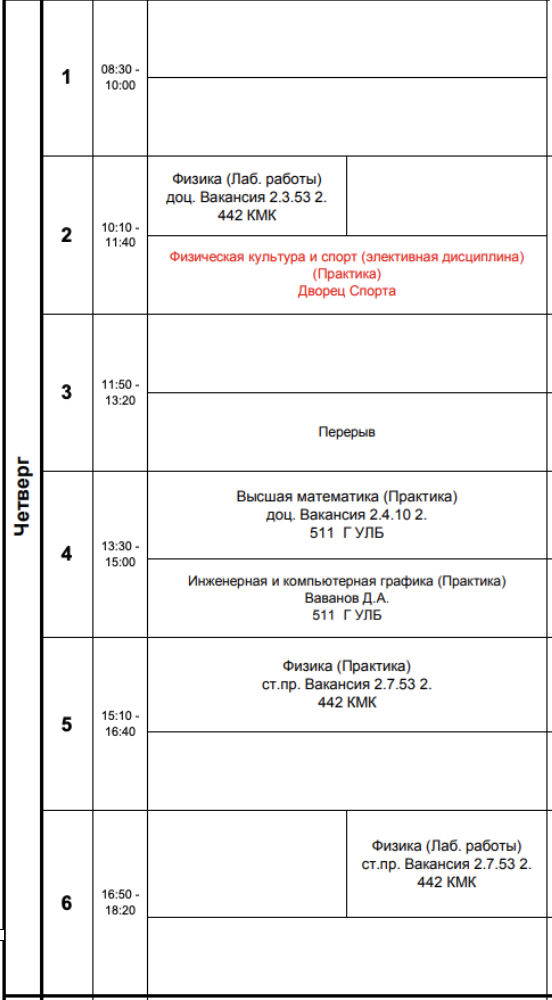 Четверг
1
08:30 -
10:00
2
10:10 -
11:40
Физика (Лаб. работы)
доц. Вакансия 2.3.53 2.
442 КМК
Физическая культура и спорт (элективная дисциплина)
(Практика)
Дворец Спорта
3
11:50 -
13:20
Перерыв
4
13:30 -
15:00
Высшая математика (Практика)
доц. Вакансия 2.4.10 2.
511 Г УЛБ
Инженерная и компьютерная графика (Практика)
Ваванов Д.А.
511 Г УЛБ
5
15:10 -
16:40
Физика (Практика)
ст.пр. Вакансия 2.7.53 2.
442 КМК
6
16:50 -
18:20
Физика (Лаб. работы)
ст.пр. Вакансия 2.7.53 2.
442 КМК